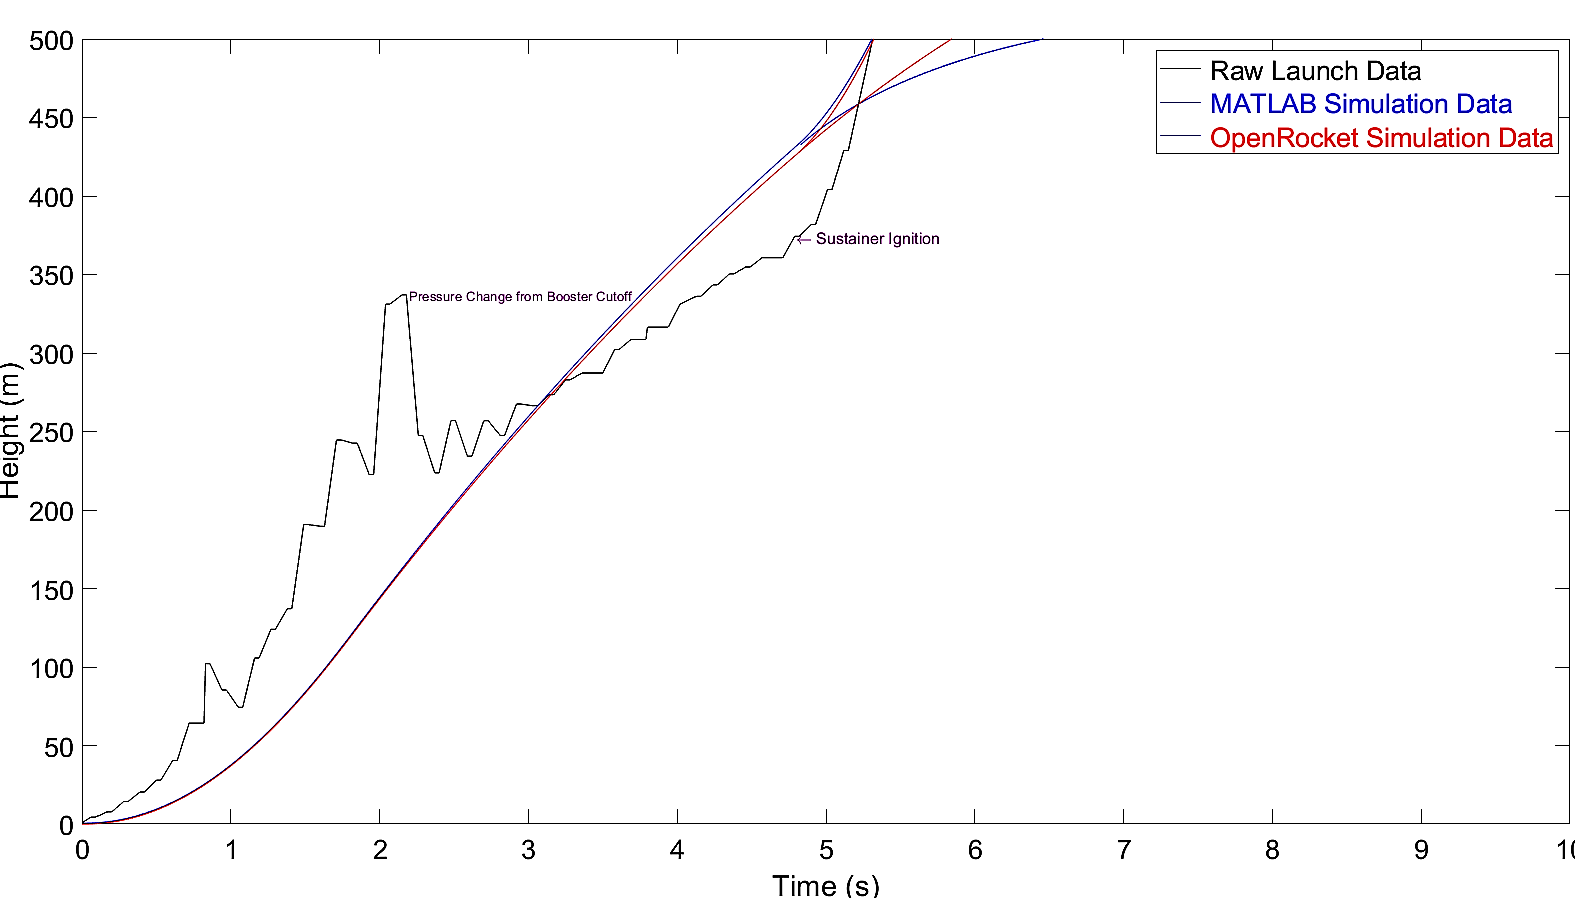 500
450
400
350
300
250
200
150
100
50
0
Height (m)
0 1 2 3 4 5 6 7 8 9 10
Time (s)
Raw Launch Data
MATLAB Simulation Data
OpenRocket Simulation Data
← Sustainer Ignition
Pressure Change from Booster Cutoff